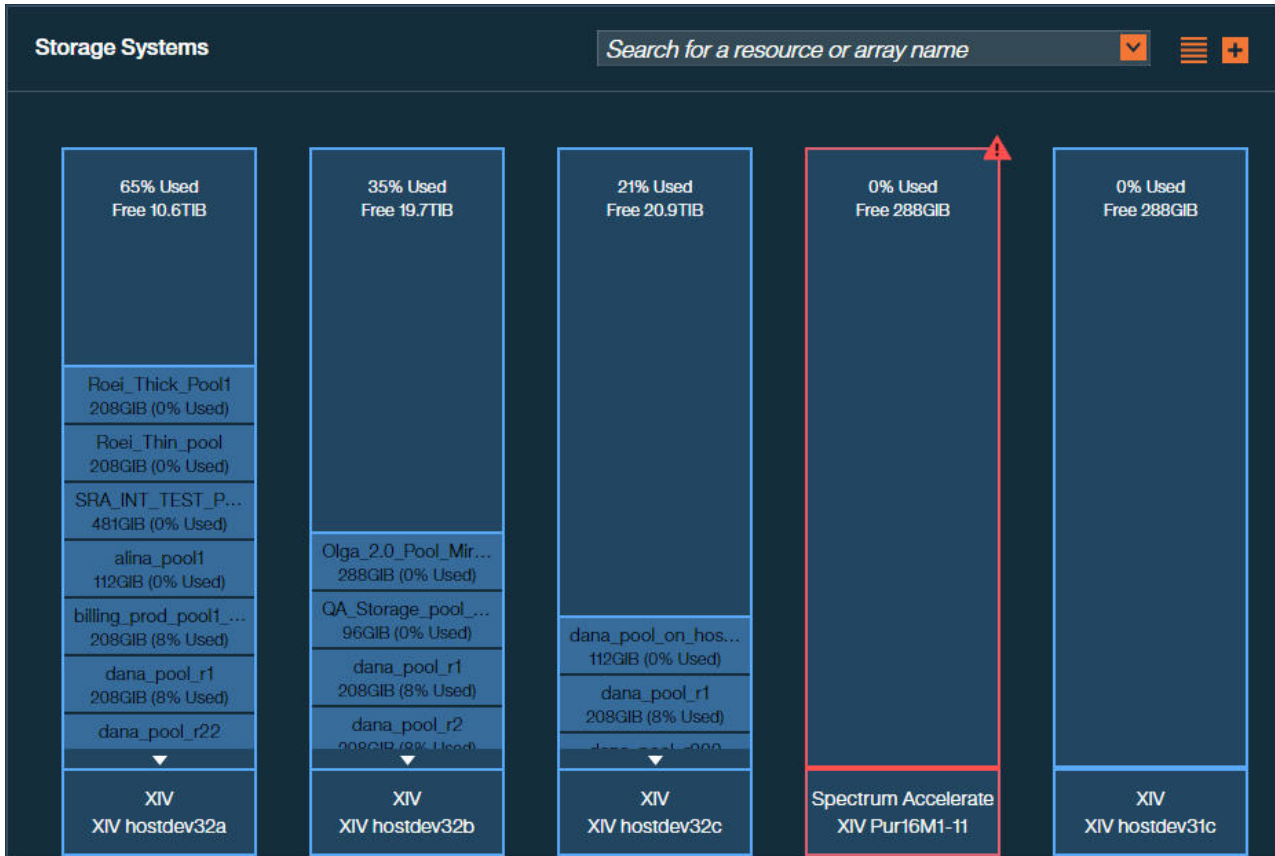 Storage Systems
Search for a resource or array name
65% Used
Free 10.6TIB
Roei_Thick_Pool1
208GIB (0% Used)
Roei_Thin_pool
208GIB (0% Used)
SRA_INT_TEST_P...
481GIB (0% Used)
alina_pool1
112GIB (0% Used)
billing_prod_pool1_...
208GIB (8% Used)
dana_pool_r1
208GIB (8% Used)
dana_pool_r22
XIV
XIV hostdev32a
35% Used
Free 19.7TIB
Olga_2.0_Pool_Mir...
288GIB (0% Used)
QA_Storage_pool_...
96GIB (0% Used)
dana_pool_r1
208GIB (8% Used)
dana_pool_r2
208GIB (8% Used)
XIV
XIV hostdev32b
21% Used
Free 20.9TIB
dana_pool_on_hos...
112GIB (0% Used)
dana_pool_r1
208GIB (8% Used)
XIV
XIV hostdev32c
0% Used
Free 288GIB
Spectrum Accelerate
XIV Pur16M1-11
0% Used
Free 288GIB
XIV
XIV hostdev31c